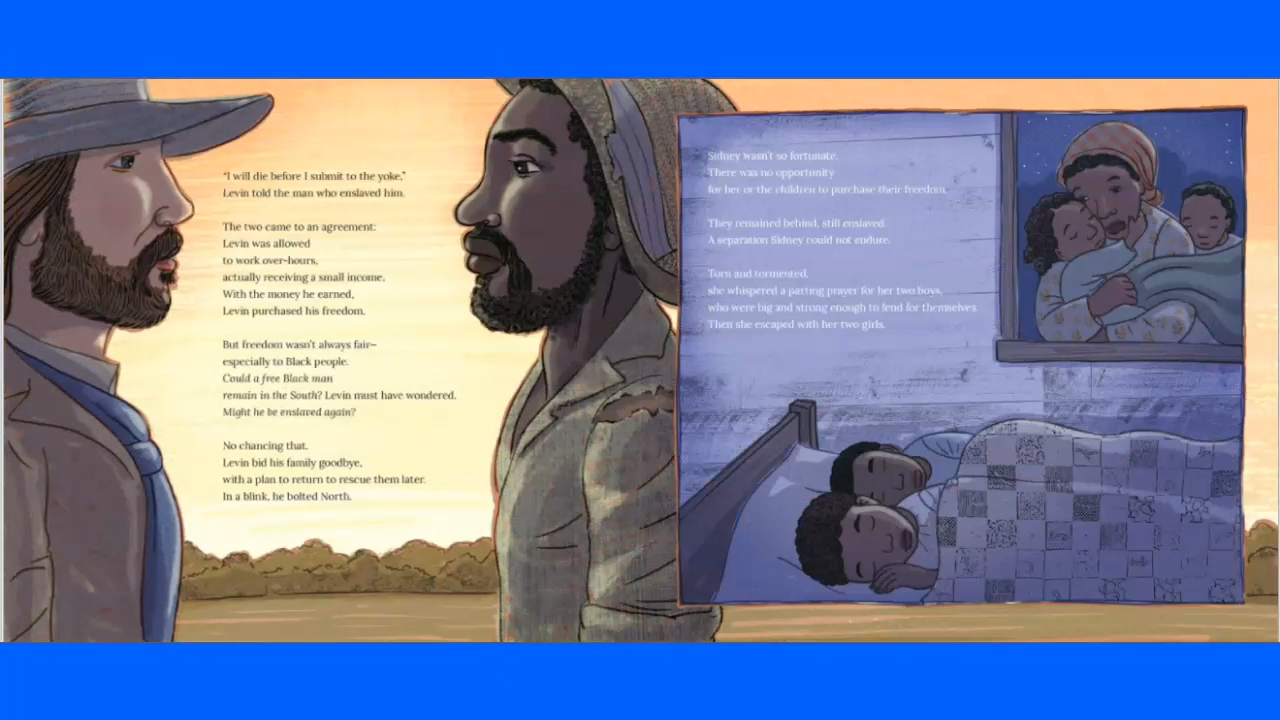 “I will die before I submit to the yoke,”
Levin told the man who enslaved him.
The two came to an agreement:
Levin was allowed
to work over-hours,
actually receiving a small income.
With the money he earned,
Levin purchased his freedom.
But freedom wasn’t always fair—
especially to Black people.
Could a free Black man
remain in the South? Levin must have wondered.
Might he be enslaved again?
No chancing that.
Levin bid his family goodbye,
with a plan to return to rescue them later.
In a blink, he bolted North.
Sidney wasn’t so fortunate.
There was no opportunity
for her or the children to purchase their freedom.
They remained behind, still enslaved.
A separation Sidney could not endure.
Torn and tormented,
she whispered a parting prayer for her two boys,
who were big and strong enough to fend for themselves.
Then she escaped with her two girls.